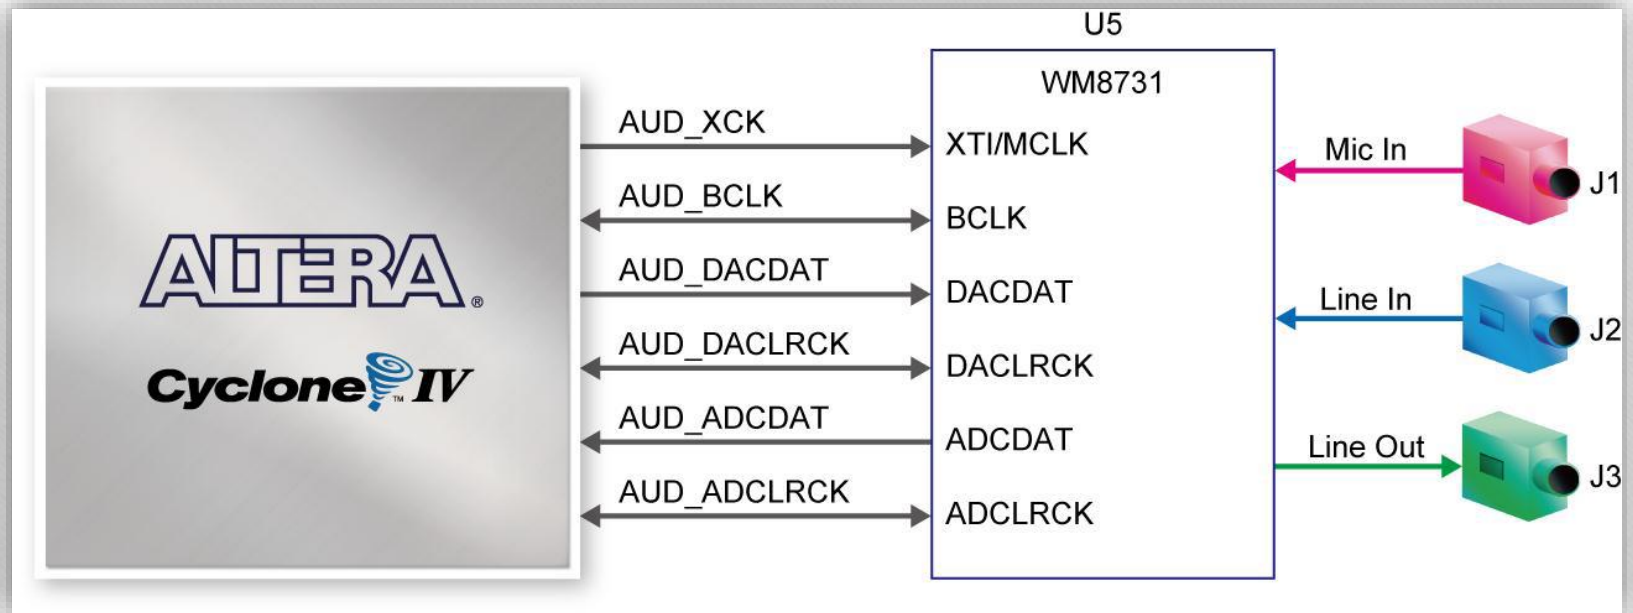 U5
WM8731
AUD_XCK
XTI/MCLK
AUD_BCLK
BCLK
AUD_DACDAT
DACDAT
AUD_DACLRCK
DACLRCK
AUD_ADCDAT
ADCDAT
AUD_ADCLRCK
ADCLRCK
ALTERA®
Cyclone™ IV
Mic In
J1
Line In
J2
Line Out
J3